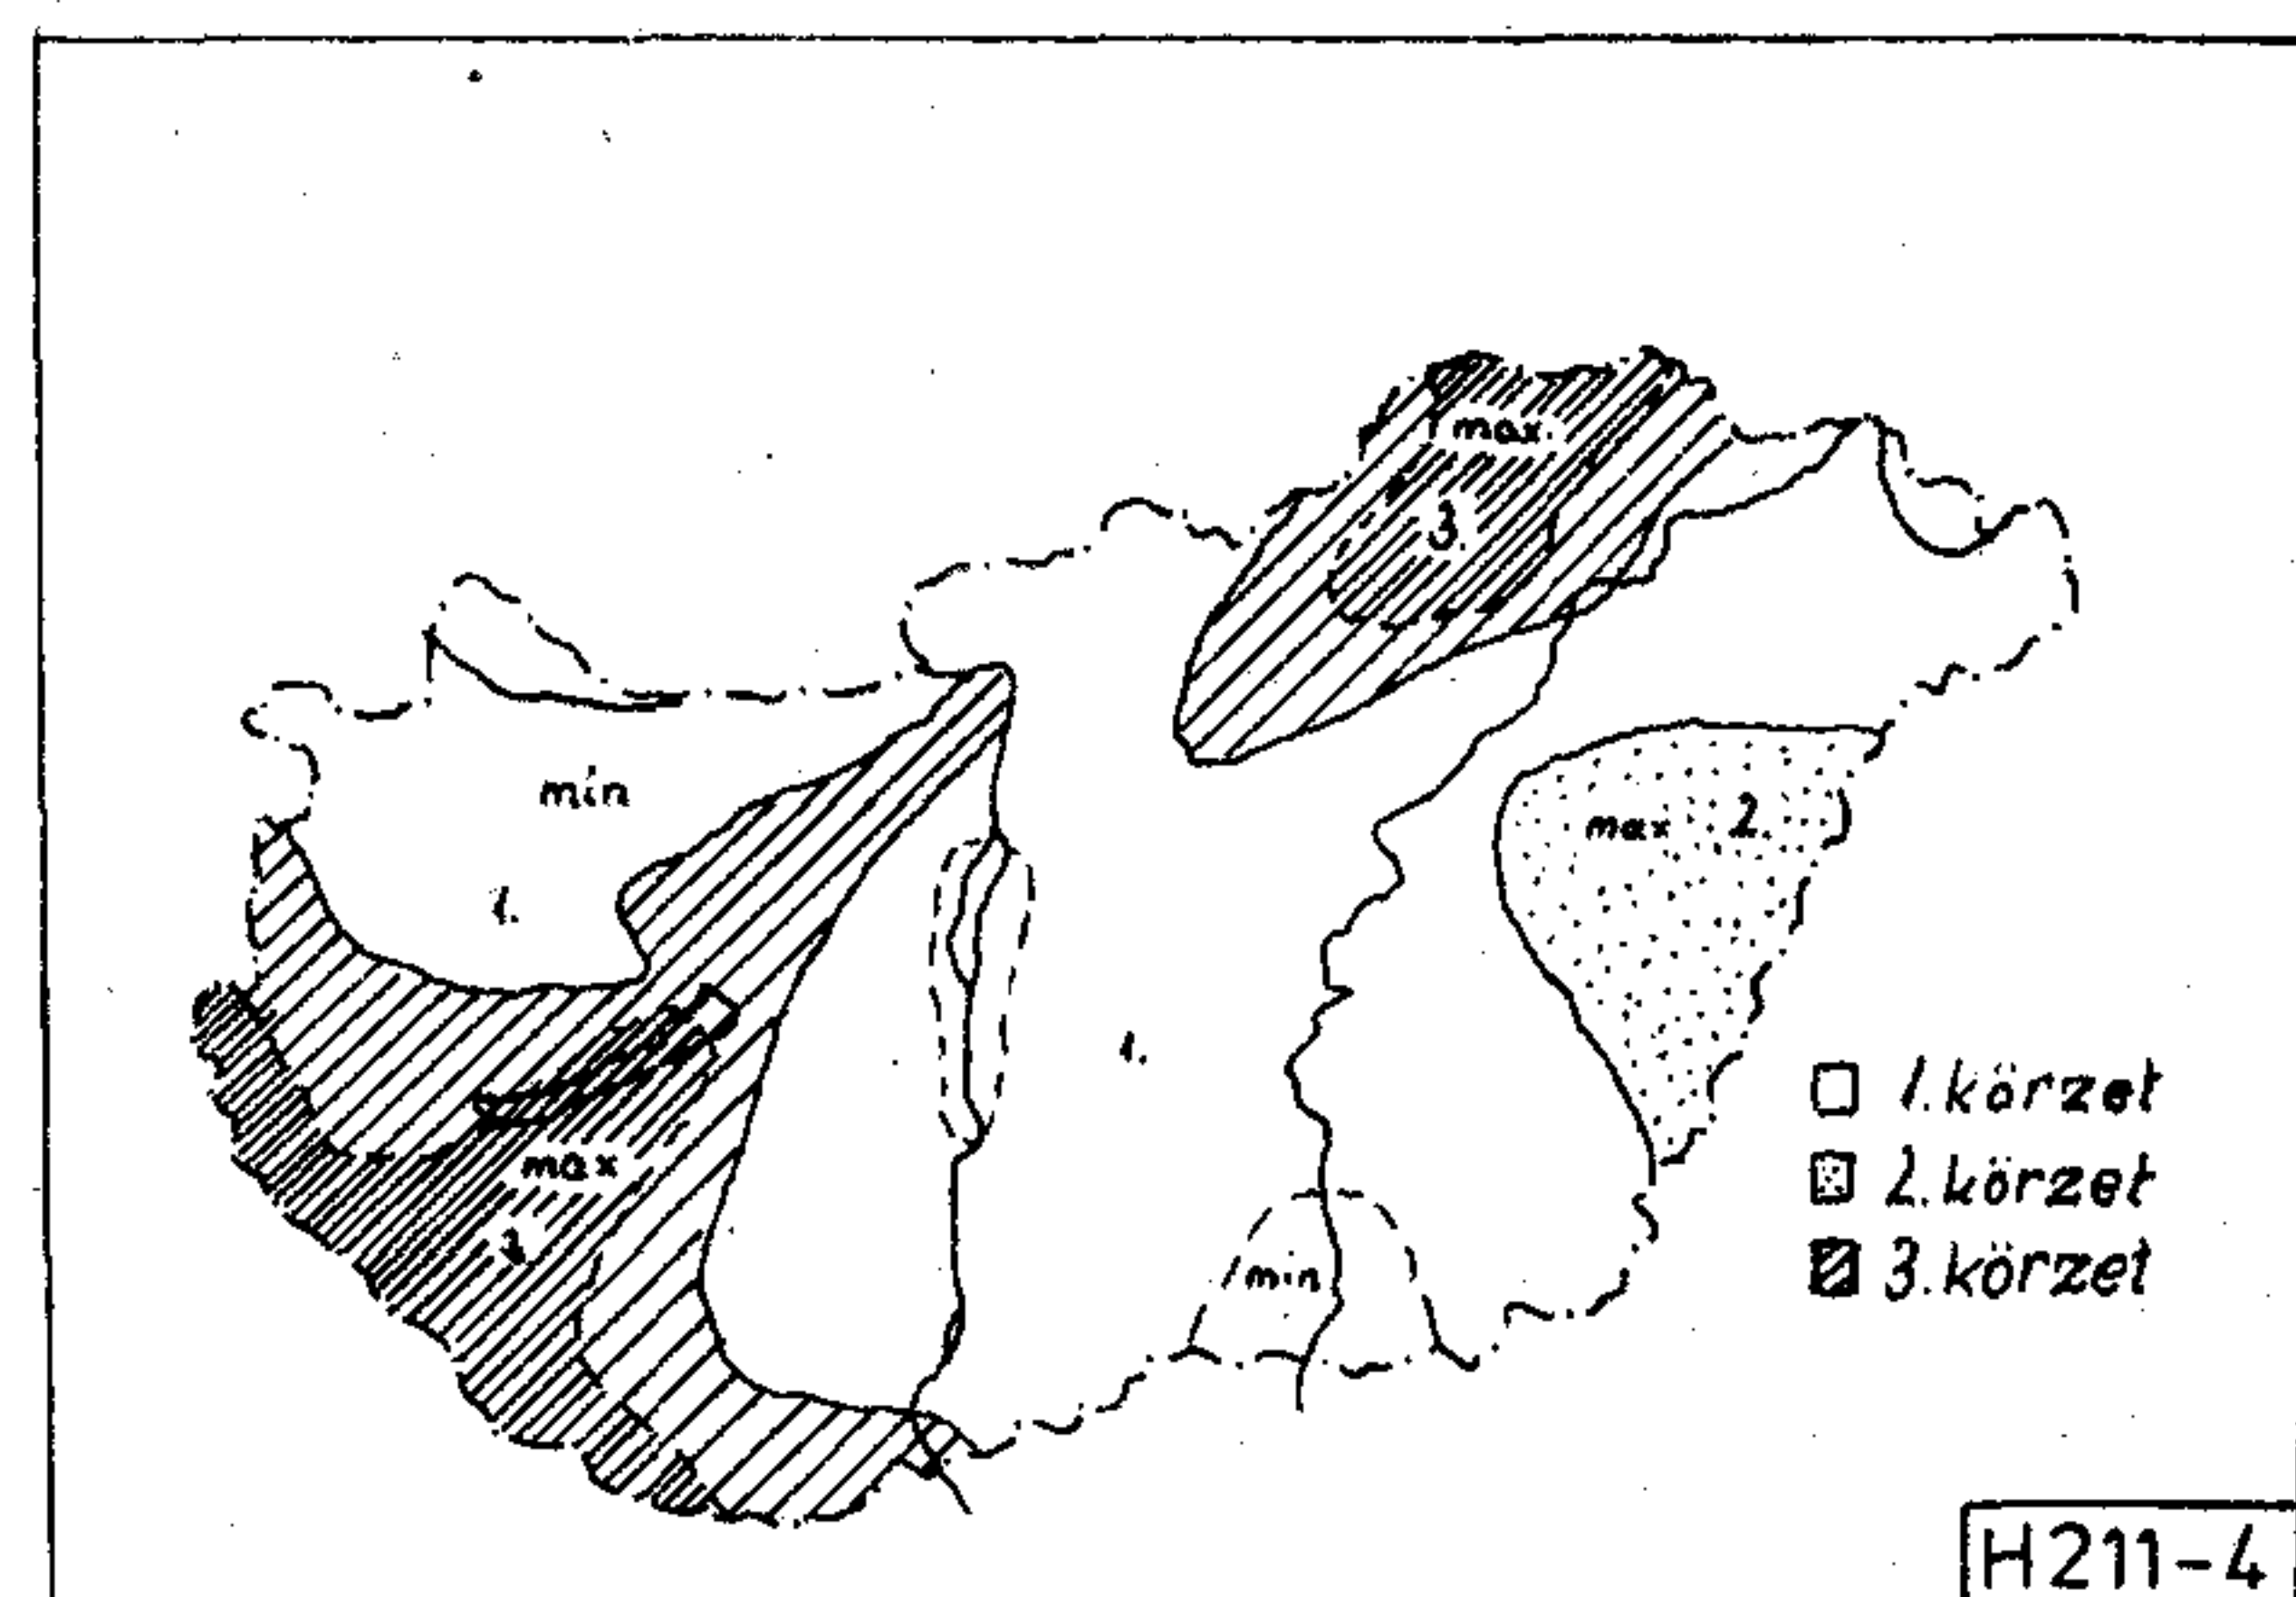 max.
3.
min
max 2.
1.
1.
max
min
1. körzet
2. körzet
3. körzet
H211-4